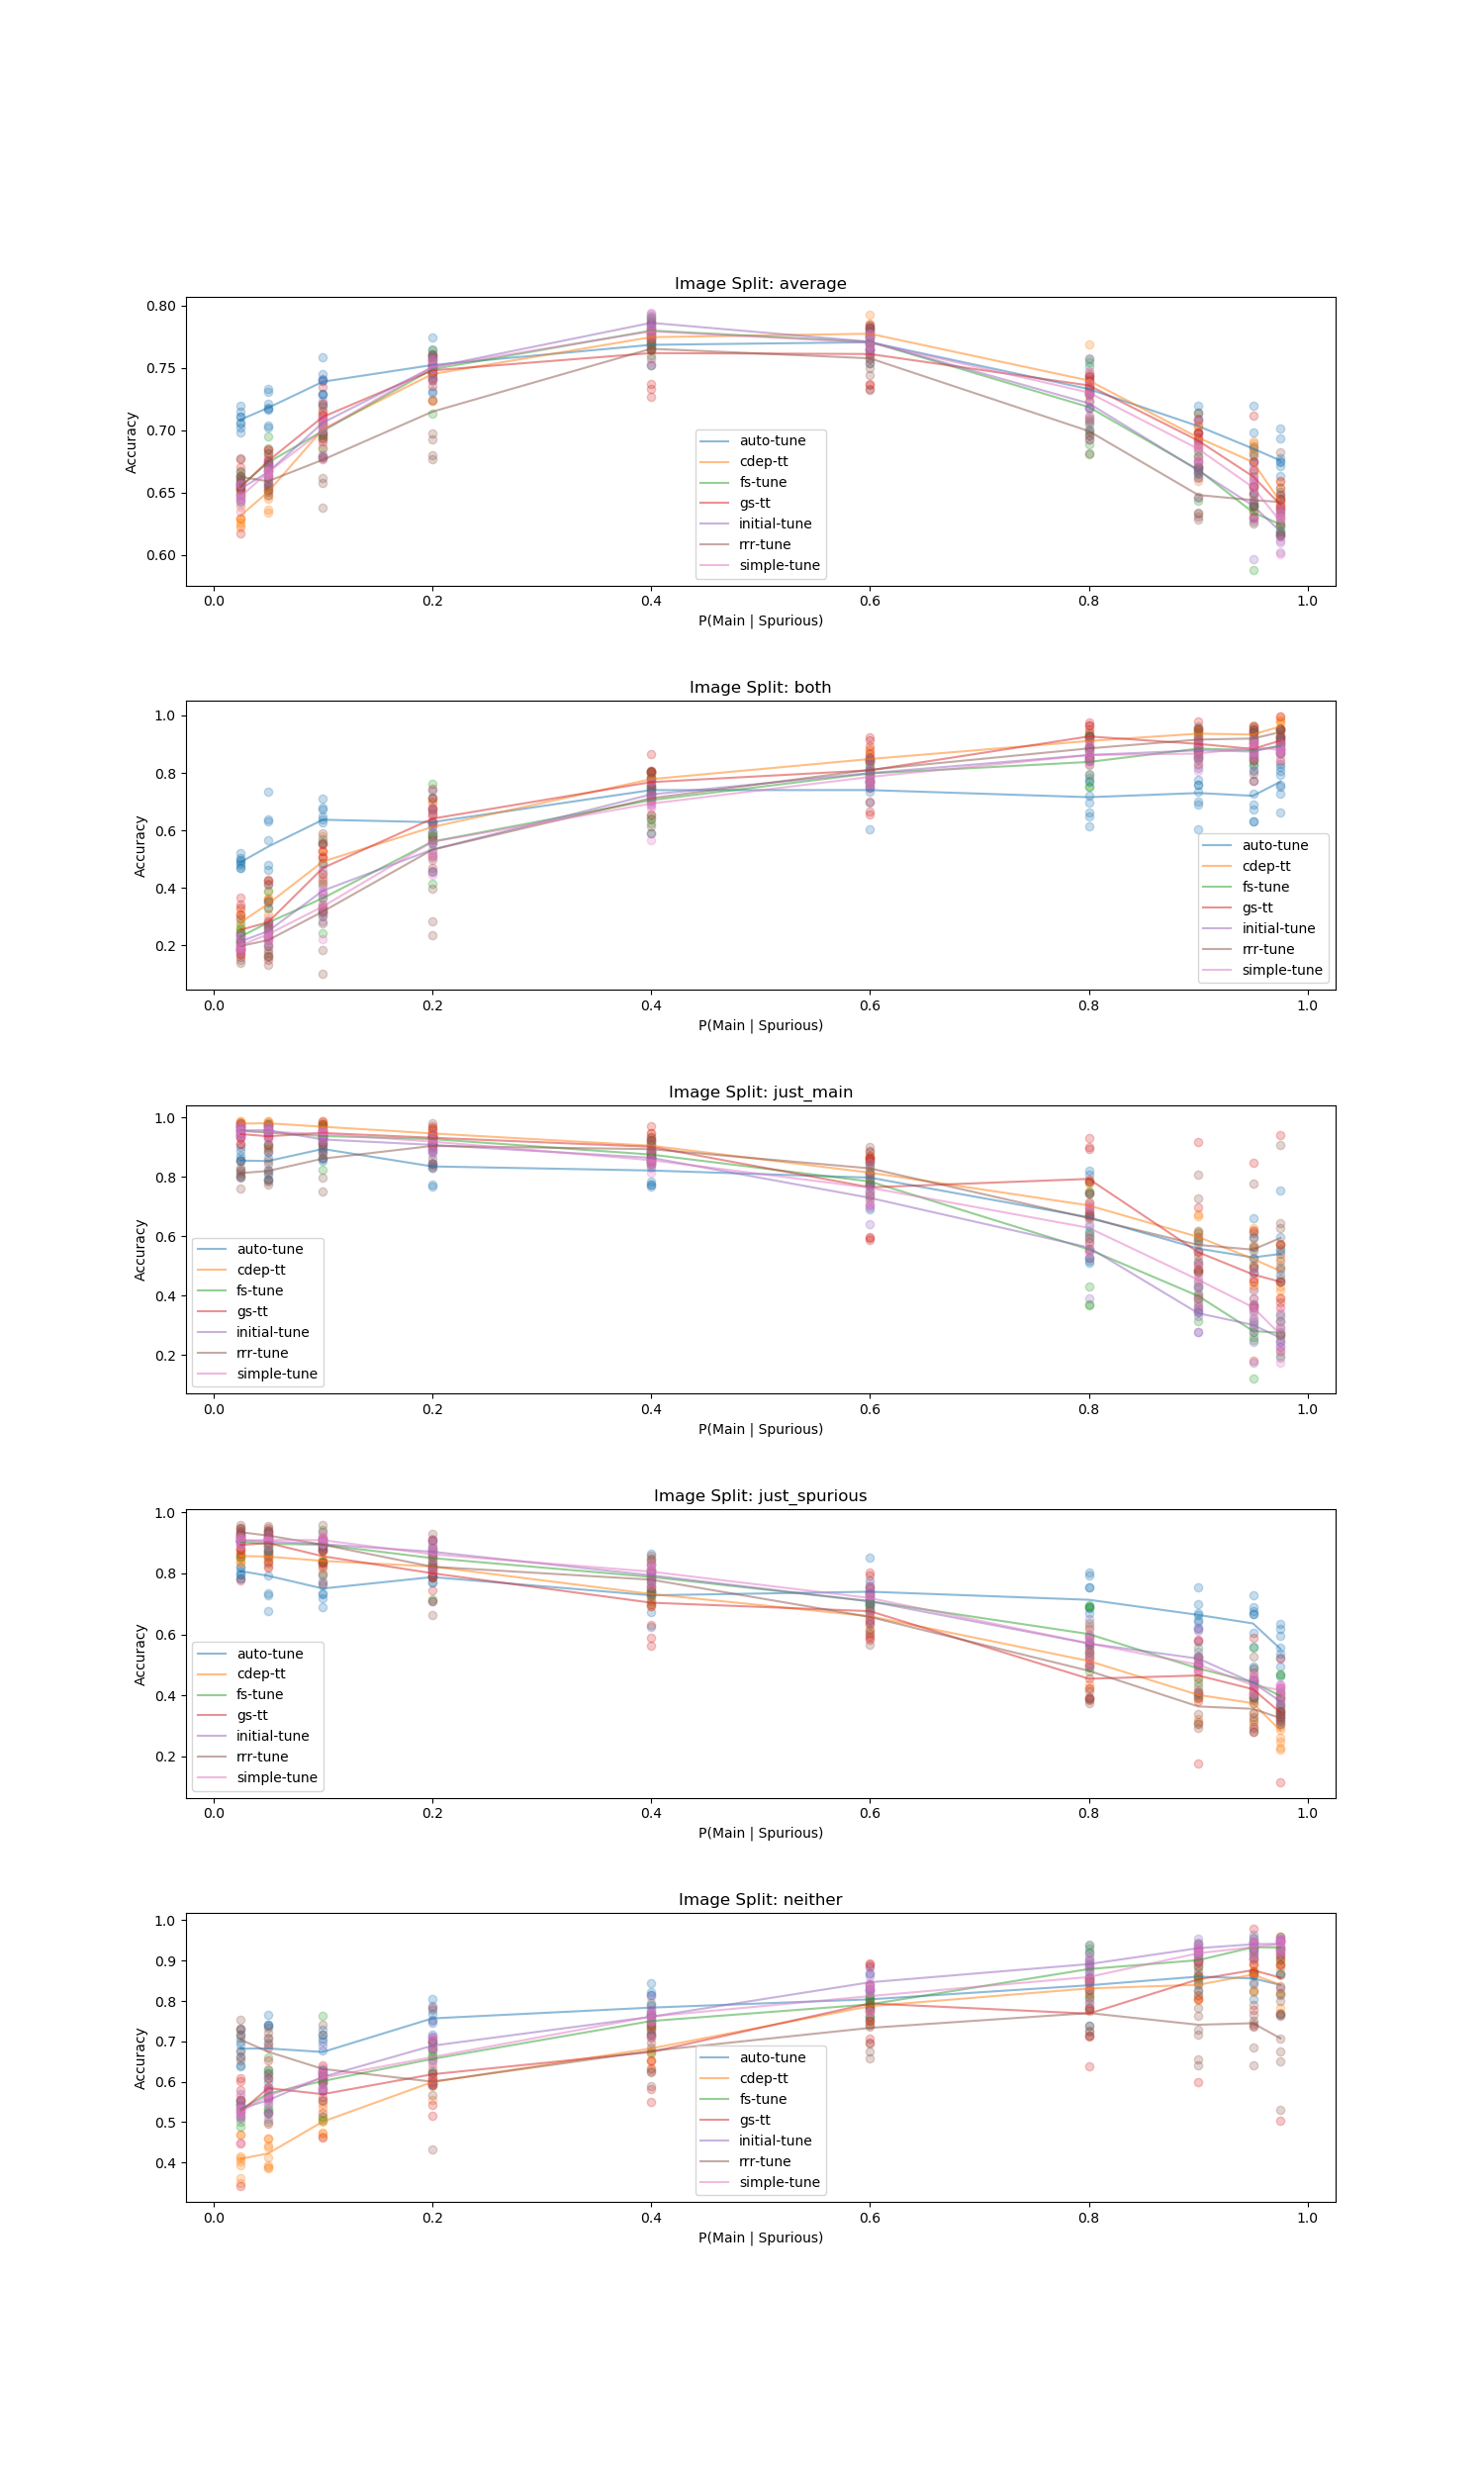 Image Split: average
0.80
0.75
0.70
0.65
0.60
Accuracy
auto-tune
cdep-tt
fs-tune
gs-tt
initial-tune
rrr-tune
simple-tune
0.0 0.2 0.4 0.6 0.8 1.0
P(Main | Spurious)
Image Split: both
1.0
0.8
0.6
0.4
0.2
Accuracy
auto-tune
cdep-tt
fs-tune
gs-tt
initial-tune
rrr-tune
simple-tune
0.0 0.2 0.4 0.6 0.8 1.0
P(Main | Spurious)
Image Split: just_main
1.0
0.8
0.6
0.4
0.2
Accuracy
auto-tune
cdep-tt
fs-tune
gs-tt
initial-tune
rrr-tune
simple-tune
0.0 0.2 0.4 0.6 0.8 1.0
P(Main | Spurious)
Image Split: just_spurious
1.0
0.8
0.6
0.4
0.2
Accuracy
auto-tune
cdep-tt
fs-tune
gs-tt
initial-tune
rrr-tune
simple-tune
0.0 0.2 0.4 0.6 0.8 1.0
P(Main | Spurious)
Image Split: neither
1.0
0.9
0.8
0.7
0.6
0.5
0.4
Accuracy
auto-tune
cdep-tt
fs-tune
gs-tt
initial-tune
rrr-tune
simple-tune
0.0 0.2 0.4 0.6 0.8 1.0
P(Main | Spurious)